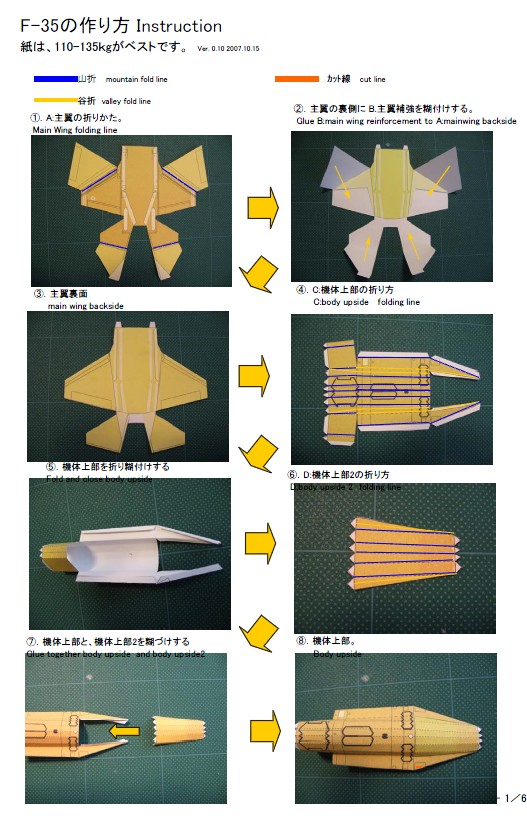 F-35の作り方 Instruction
紙は、110-135kgがベストです。 Ver. 0.10 2007.10.15
山折 mountain fold line
カット線 cut line
谷折 valley fold line
①. A:主翼の折りかた。
Main Wing folding line
②. 主翼の裏側に B.主翼補強を糊付けする。
Glue B:main wing reinforcement to A:mainwing backside
③. 主翼裏面
main wing backside
④. C:機体上部の折り方
C:body upside folding line
⑤. 機体上部を折り糊付けする
Fold and close body upside
⑥. D:機体上部2の折り方
D:body upside 2 folding line
⑦. 機体上部と、機体上部2を糊づけする
Glue together body upside and body upside2
⑧. 機体上部。
Body upside
- 1/6